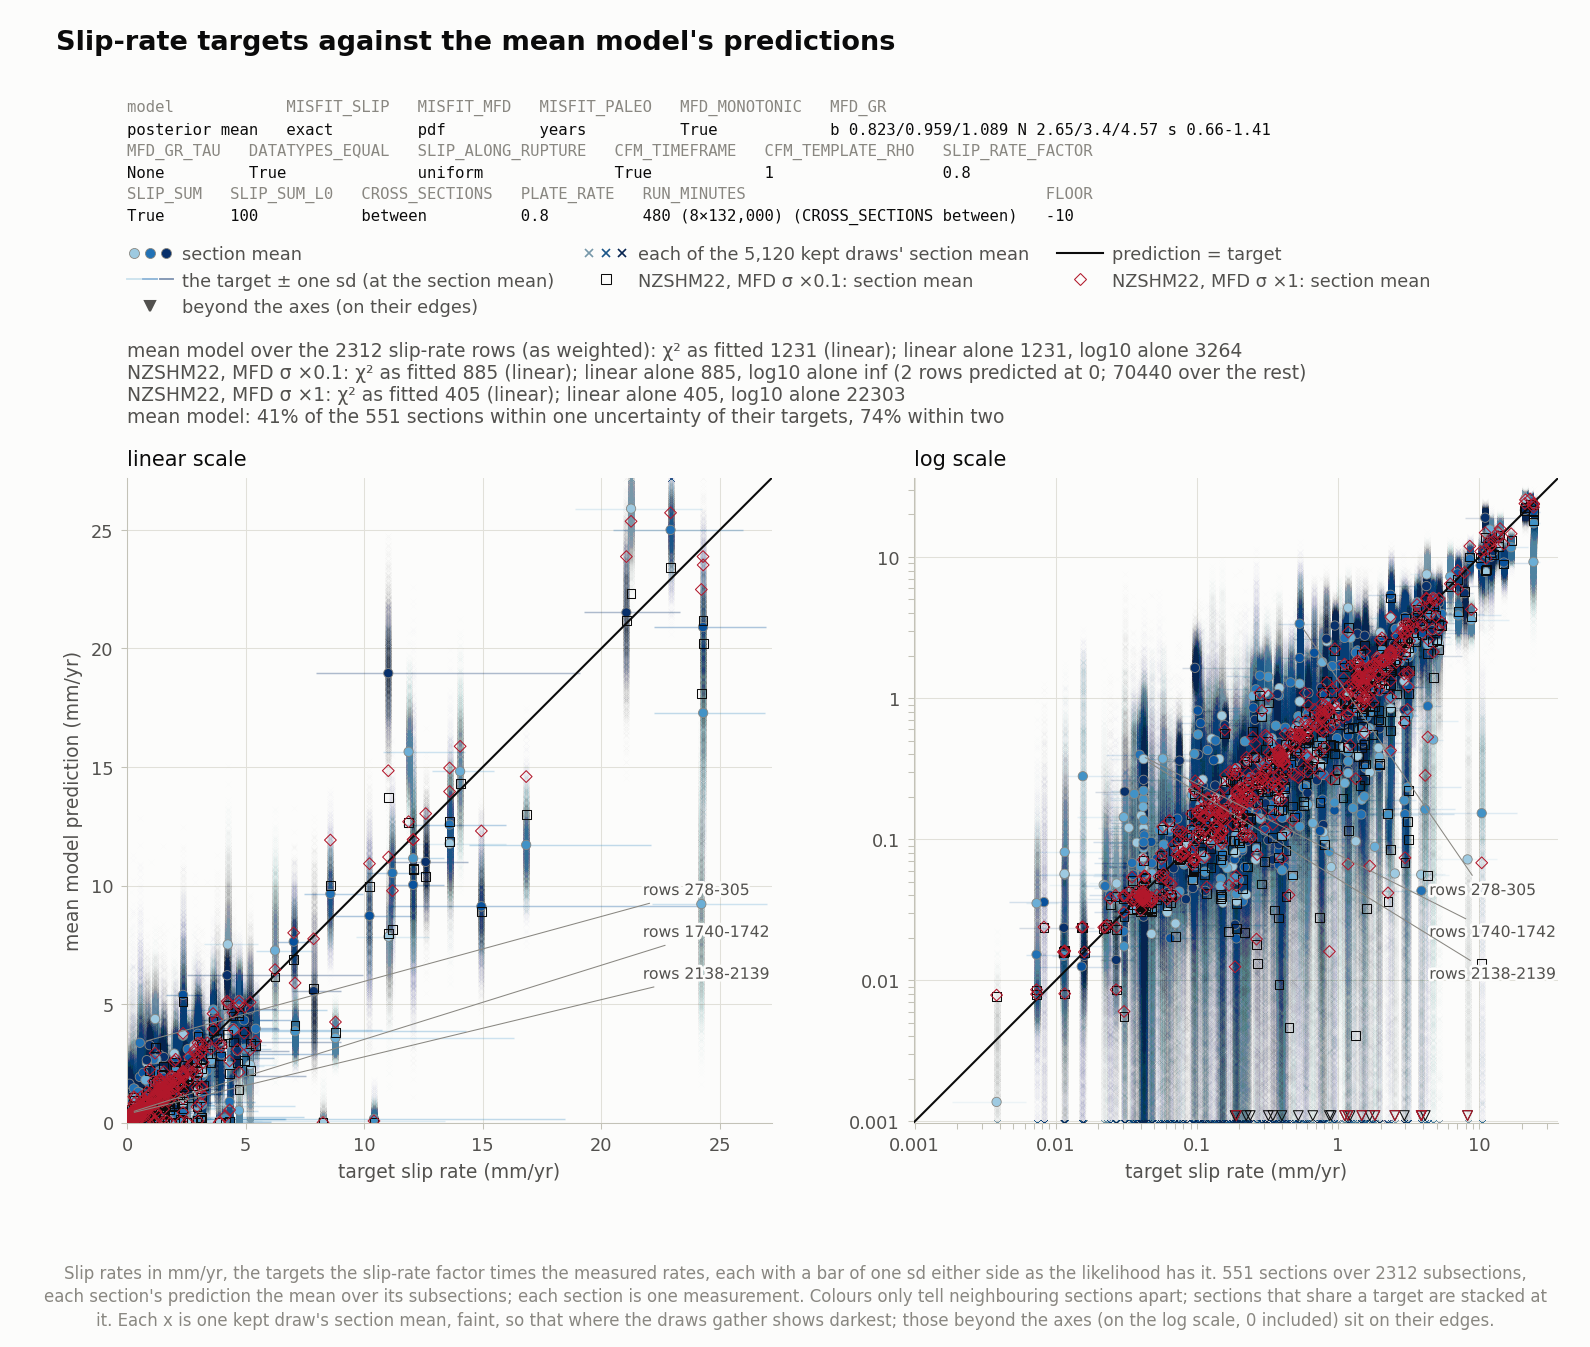 Slip-rate targets against the mean model's predictions
model MISFIT_SLIP MISFIT_MFD MISFIT_PALEO MFD_MONOTONIC MFD_GR
posterior mean exact pdf years True b 0.823/0.959/1.089 N 2.65/3.4/4.57 s 0.66-1.41
MFD_GR_TAU DATATYPES_EQUAL SLIP_ALONG_RUPTURE CFM_TIMEFRAME CFM_TEMPLATE_RHO SLIP_RATE_FACTOR
None True uniform True 1 0.8
SLIP_SUM SLIP_SUM_L0 CROSS_SECTIONS PLATE_RATE RUN_MINUTES FLOOR
True 100 between 0.8 480 (8×132,000) (CROSS_SECTIONS between) -10
section mean each of the 5,120 kept draws' section mean prediction = target
the target ± one sd (at the section mean) NZSHM22, MFD σ ×0.1: section mean NZSHM22, MFD σ ×1: section mean
beyond the axes (on their edges)
mean model over the 2312 slip-rate rows (as weighted): χ² as fitted 1231 (linear); linear alone 1231, log10 alone 3264
NZSHM22, MFD σ ×0.1: χ² as fitted 885 (linear); linear alone 885, log10 alone inf (2 rows predicted at 0; 70440 over the rest)
NZSHM22, MFD σ ×1: χ² as fitted 405 (linear); linear alone 405, log10 alone 22303
mean model: 41% of the 551 sections within one uncertainty of their targets, 74% within two
linear scale
25
20
15
10
5
0
mean model prediction (mm/yr)
rows 278-305
rows 1740-1742
rows 2138-2139
0 5 10 15 20 25
target slip rate (mm/yr)
log scale
10
1
0.1
0.01
0.001
rows 278-305
rows 1740-1742
rows 2138-2139
0.001 0.01 0.1 1 10
target slip rate (mm/yr)
Slip rates in mm/yr, the targets the slip-rate factor times the measured rates, each with a bar of one sd either side as the likelihood has it. 551 sections over 2312 subsections,
each section's prediction the mean over its subsections; each section is one measurement. Colours only tell neighbouring sections apart; sections that share a target are stacked at
it. Each x is one kept draw's section mean, faint, so that where the draws gather shows darkest; those beyond the axes (on the log scale, 0 included) sit on their edges.